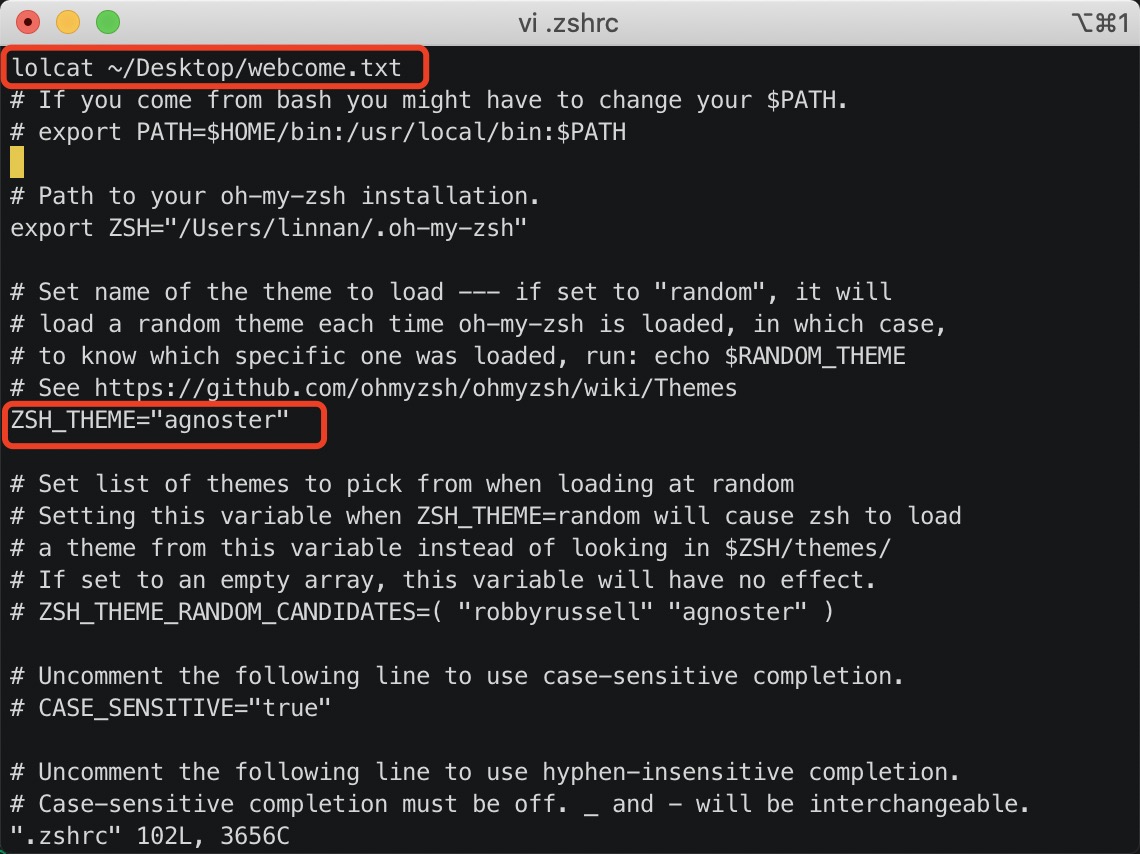 vi .zshrc
⌥⌘1
lolcat ~/Desktop/webcome.txt
# If you come from bash you might have to change your $PATH.
# export PATH=$HOME/bin:/usr/local/bin:$PATH
# Path to your oh-my-zsh installation.
export ZSH="/Users/linnan/.oh-my-zsh"
# Set name of the theme to load --- if set to "random", it will
# load a random theme each time oh-my-zsh is loaded, in which case,
# to know which specific one was loaded, run: echo $RANDOM_THEME
# See https://github.com/ohmyzsh/ohmyzsh/wiki/Themes
ZSH_THEME="agnoster"
# Set list of themes to pick from when loading at random
# Setting this variable when ZSH_THEME=random will cause zsh to load
# a theme from this variable instead of looking in $ZSH/themes/
# If set to an empty array, this variable will have no effect.
# ZSH_THEME_RANDOM_CANDIDATES=( "robbyrussell" "agnoster" )
# Uncomment the following line to use case-sensitive completion.
# CASE_SENSITIVE="true"
# Uncomment the following line to use hyphen-insensitive completion.
# Case-sensitive completion must be off. _ and - will be interchangeable.
".zshrc" 102L, 3656C